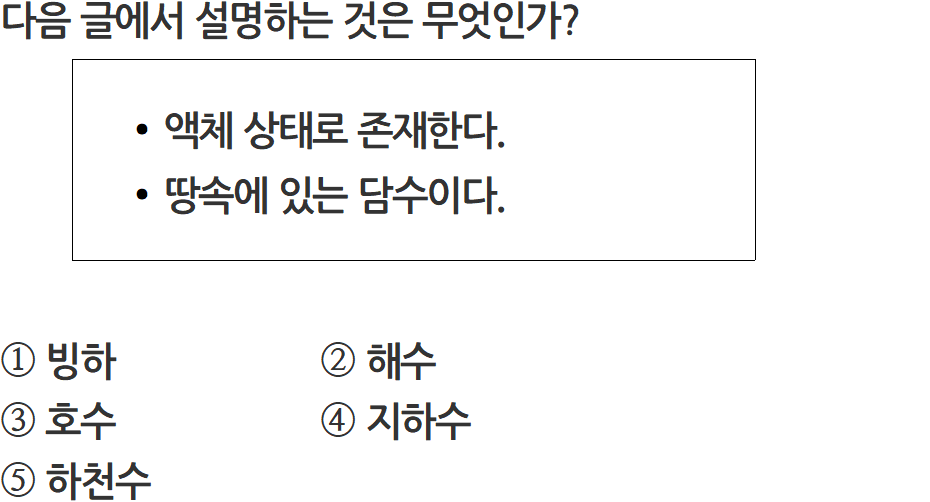 다음 글에서 설명하는 것은 무엇인가?
• 액체 상태로 존재한다.
• 땅속에 있는 담수이다.
① 빙하 ② 해수
③ 호수 ④ 지하수
⑤ 하천수